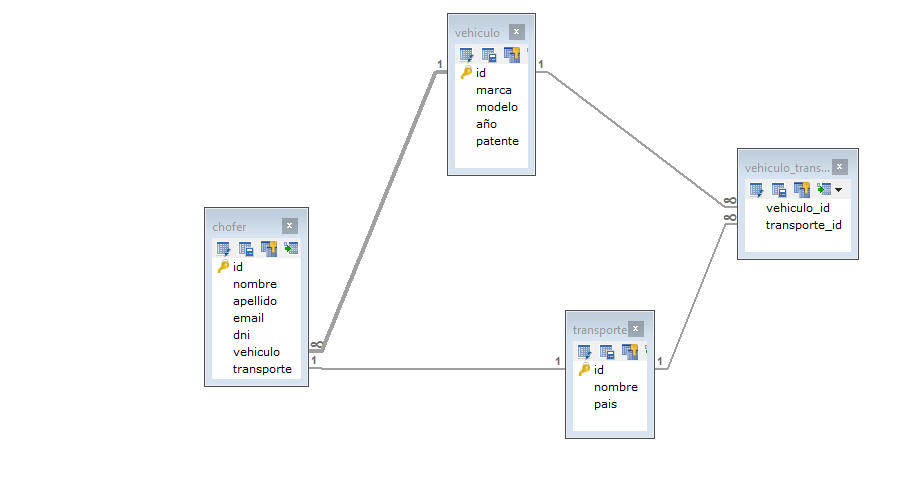 vehiculo
id
marca
modelo
año
patente
1
1
vehiculo_trans...
vehiculo_id
transporte_id
∞
∞
chofer
id
nombre
apellido
email
dni
vehiculo
transporte
∞
1
transporte
id
nombre
pais
1
1